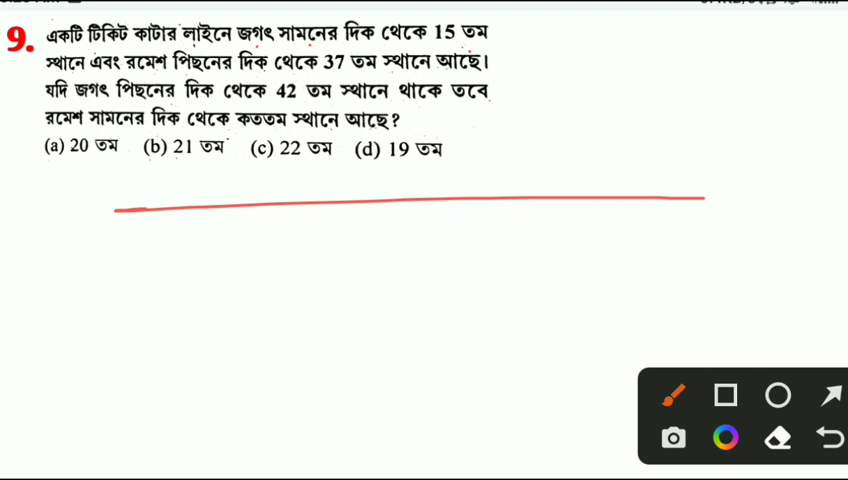 9. একটি টিকিট কাটার লাইনে জগৎ সামনের দিক থেকে 15 তম
স্থানে এবং রমেশ পিছনের দিক থেকে 37 তম স্থানে আছে।
যদি জগৎ পিছনের দিক থেকে 42 তম স্থানে থাকে তবে
রমেশ সামনের দিক থেকে কততম স্থানে আছে?
(a) 20 তম (b) 21 তম (c) 22 তম (d) 19 তম